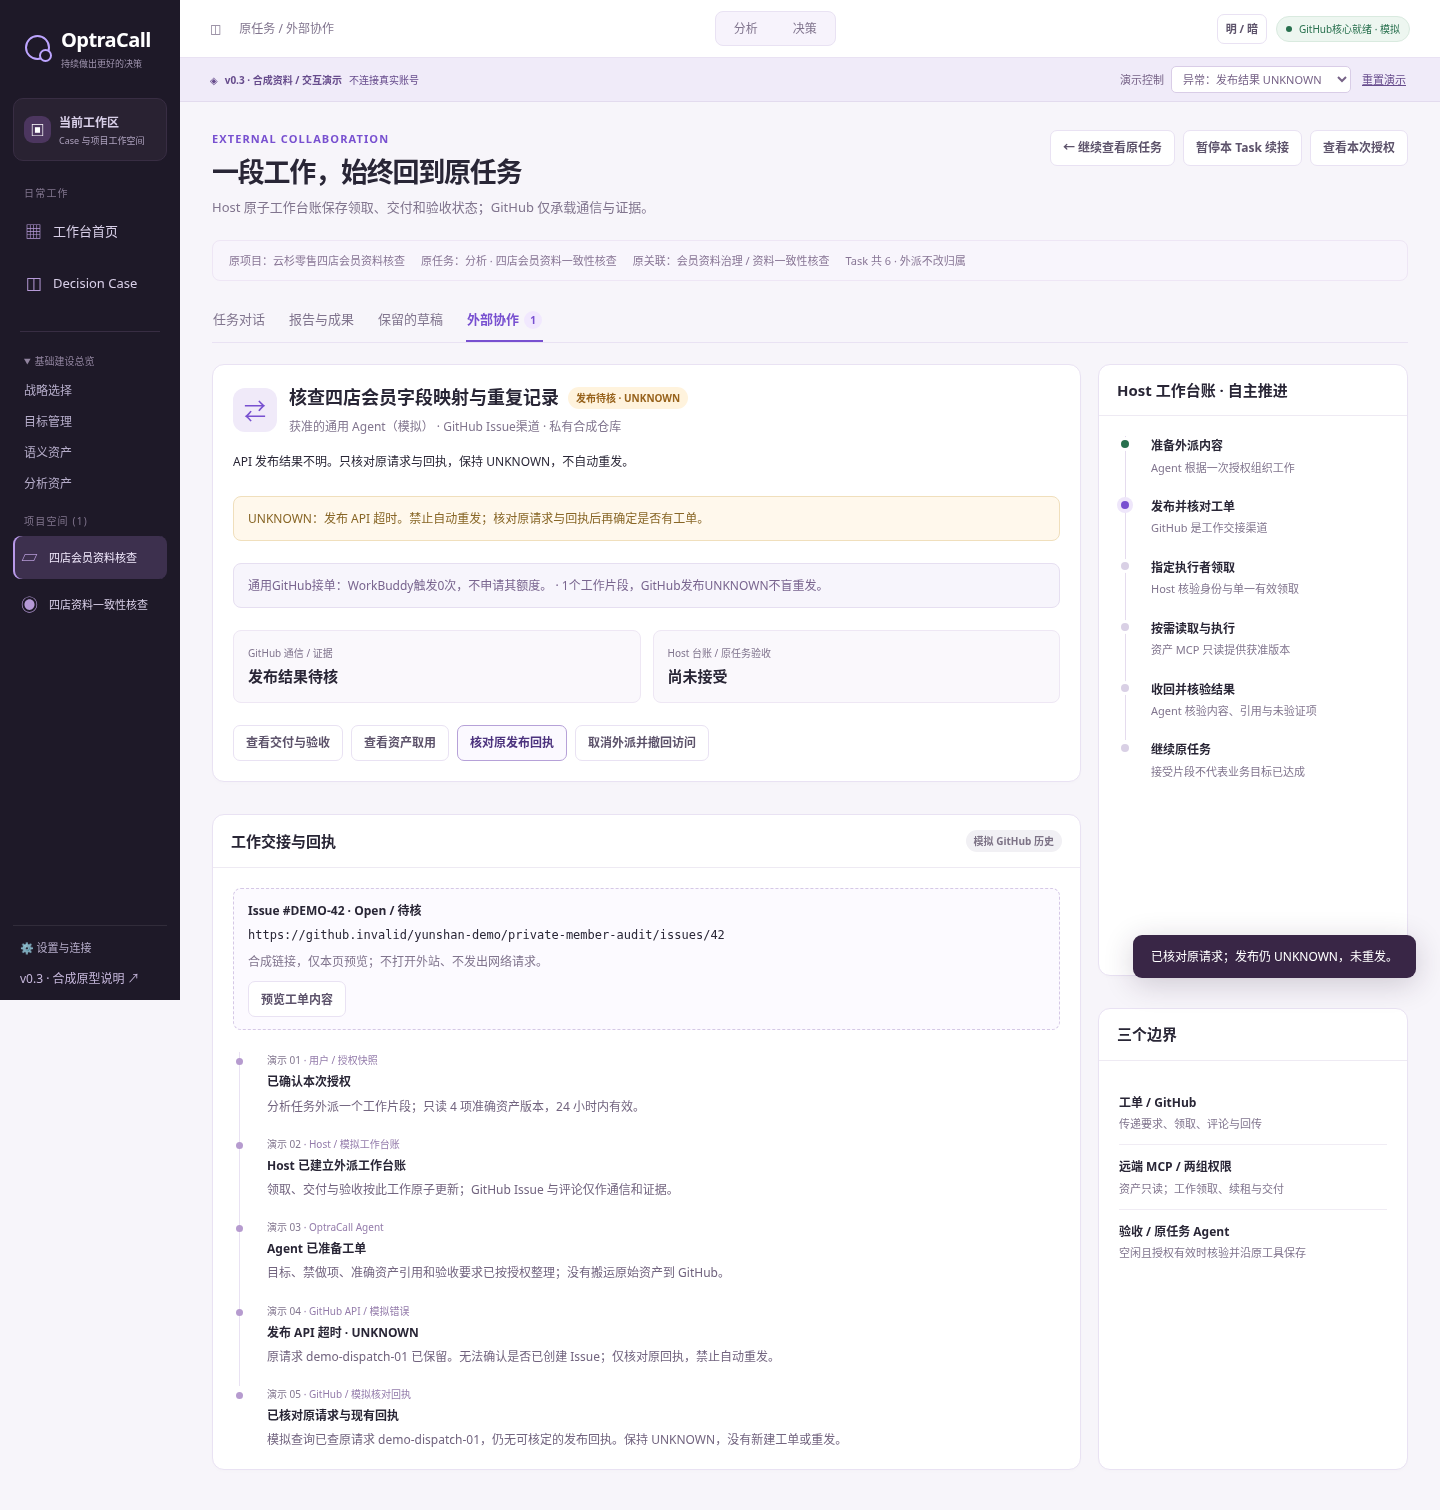 OptraCall
持续做出更好的决策
当前工作区
Case 与项目工作空间
日常工作
工作台首页
Decision Case
▼ 基础建设总览
战略选择
目标管理
语义资产
分析资产
项目空间 (1)
四店会员资料核查
四店资料一致性核查
设置与连接
v0.3 · 合成原型说明 ↗
原任务 / 外部协作
分析
决策
明 / 暗
GitHub核心就绪 · 模拟
v0.3 · 合成资料 / 交互演示 不连接真实账号
演示控制
异常：发布结果 UNKNOWN
重置演示
EXTERNAL COLLABORATION
一段工作，始终回到原任务
Host 原子工作台账保存领取、交付和验收状态；GitHub 仅承载通信与证据。
← 继续查看原任务
暂停本 Task 续接
查看本次授权
原项目：云杉零售四店会员资料核查 原任务：分析 · 四店会员资料一致性核查 原关联：会员资料治理 / 资料一致性核查 Task 共 6 · 外派不改归属
任务对话
报告与成果
保留的草稿
外部协作 1
核查四店会员字段映射与重复记录
发布待核 · UNKNOWN
获准的通用 Agent（模拟） · GitHub Issue渠道 · 私有合成仓库
API 发布结果不明。只核对原请求与回执，保持 UNKNOWN，不自动重发。
UNKNOWN：发布 API 超时。禁止自动重发；核对原请求与回执后再确定是否有工单。
通用GitHub接单：WorkBuddy触发0次，不申请其额度。 · 1个工作片段，GitHub发布UNKNOWN不盲重发。
GitHub 通信 / 证据
发布结果待核
Host 台账 / 原任务验收
尚未接受
查看交付与验收
查看资产取用
核对原发布回执
取消外派并撤回访问
工作交接与回执
模拟 GitHub 历史
Issue #DEMO-42 · Open / 待核
https://github.invalid/yunshan-demo/private-member-audit/issues/42
合成链接，仅本页预览；不打开外站、不发出网络请求。
预览工单内容
演示 01 · 用户 / 授权快照
已确认本次授权
分析任务外派一个工作片段；只读 4 项准确资产版本，24 小时内有效。
演示 02 · Host / 模拟工作台账
Host 已建立外派工作台账
领取、交付与验收按此工作原子更新；GitHub Issue 与评论仅作通信和证据。
演示 03 · OptraCall Agent
Agent 已准备工单
目标、禁做项、准确资产引用和验收要求已按授权整理；没有搬运原始资产到 GitHub。
演示 04 · GitHub API / 模拟错误
发布 API 超时 · UNKNOWN
原请求 demo-dispatch-01 已保留。无法确认是否已创建 Issue；仅核对原回执，禁止自动重发。
演示 05 · GitHub / 模拟核对回执
已核对原请求与现有回执
模拟查询已查原请求 demo-dispatch-01，仍无可核定的发布回执。保持 UNKNOWN，没有新建工单或重发。
Host 工作台账 · 自主推进
准备外派内容
Agent 根据一次授权组织工作
发布并核对工单
GitHub 是工作交接渠道
指定执行者领取
Host 核验身份与单一有效领取
按需读取与执行
资产 MCP 只读提供获准版本
收回并核验结果
Agent 核验内容、引用与未验证项
继续原任务
接受片段不代表业务目标已达成
已核对原请求；发布仍 UNKNOWN，未重发。
三个边界
工单 / GitHub
传递要求、领取、评论与回传
远端 MCP / 两组权限
资产只读；工作领取、续租与交付
验收 / 原任务 Agent
空闲且授权有效时核验并沿原工具保存